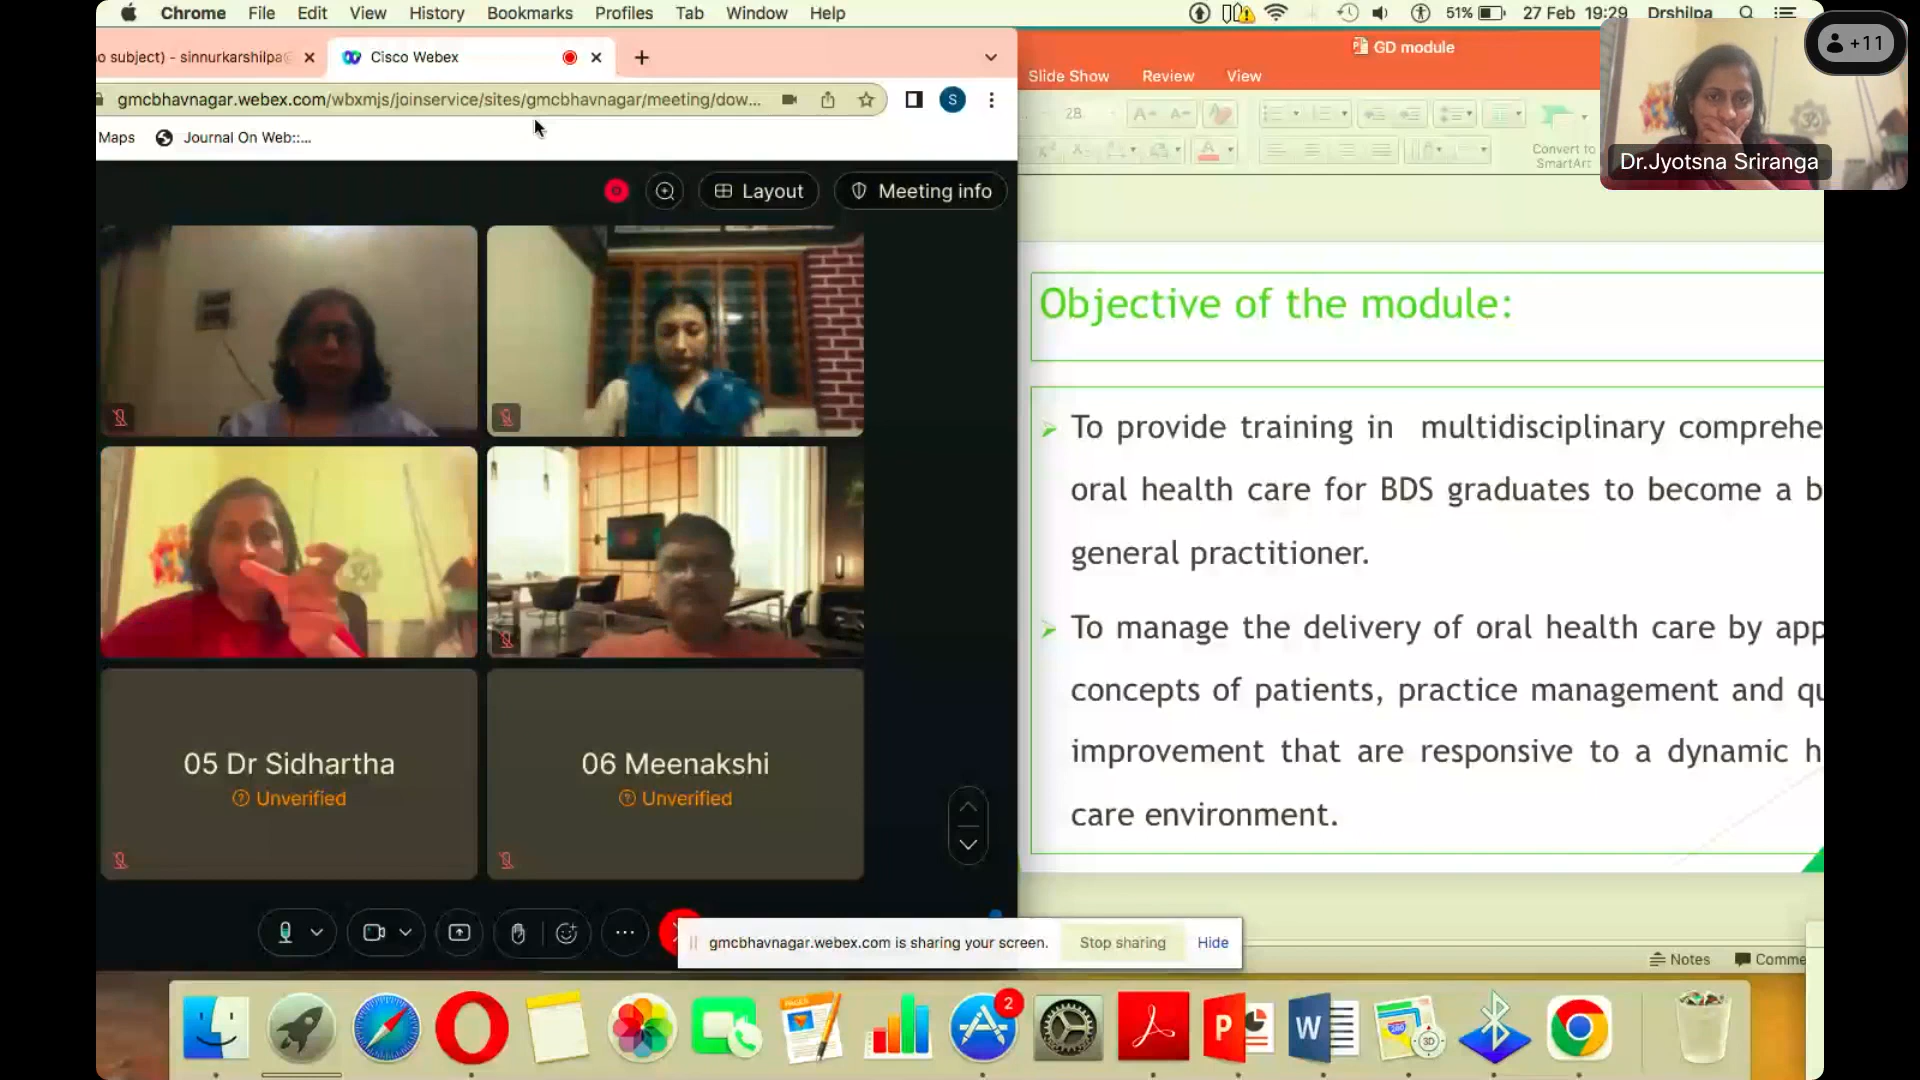 Chrome File Edit View History Bookmarks Profiles Tab Window Help 51% 27 Feb 19:29 Drshilpa
+11
o subject) - sinnurkarshilpa@ Cisco Webex
GD module
Slide Show Review View
gmcbhavnagar.webex.com/wbxmjs/joinservice/sites/gmcbhavnagar/meeting/dow... S
28
Maps Journal On Web::...
Convert to
SmartArt
Dr.Jyotsna Sriranga
Layout Meeting info
Objective of the module:
To provide training in multidisciplinary comprehe
oral health care for BDS graduates to become a b
general practitioner.
To manage the delivery of oral health care by app
concepts of patients, practice management and qu
improvement that are responsive to a dynamic h
care environment.
05 Dr Sidhartha
Unverified
06 Meenakshi
Unverified
gmcbhavnagar.webex.com is sharing your screen. Stop sharing Hide
Notes Comme
2
PAGES
P
W
3D